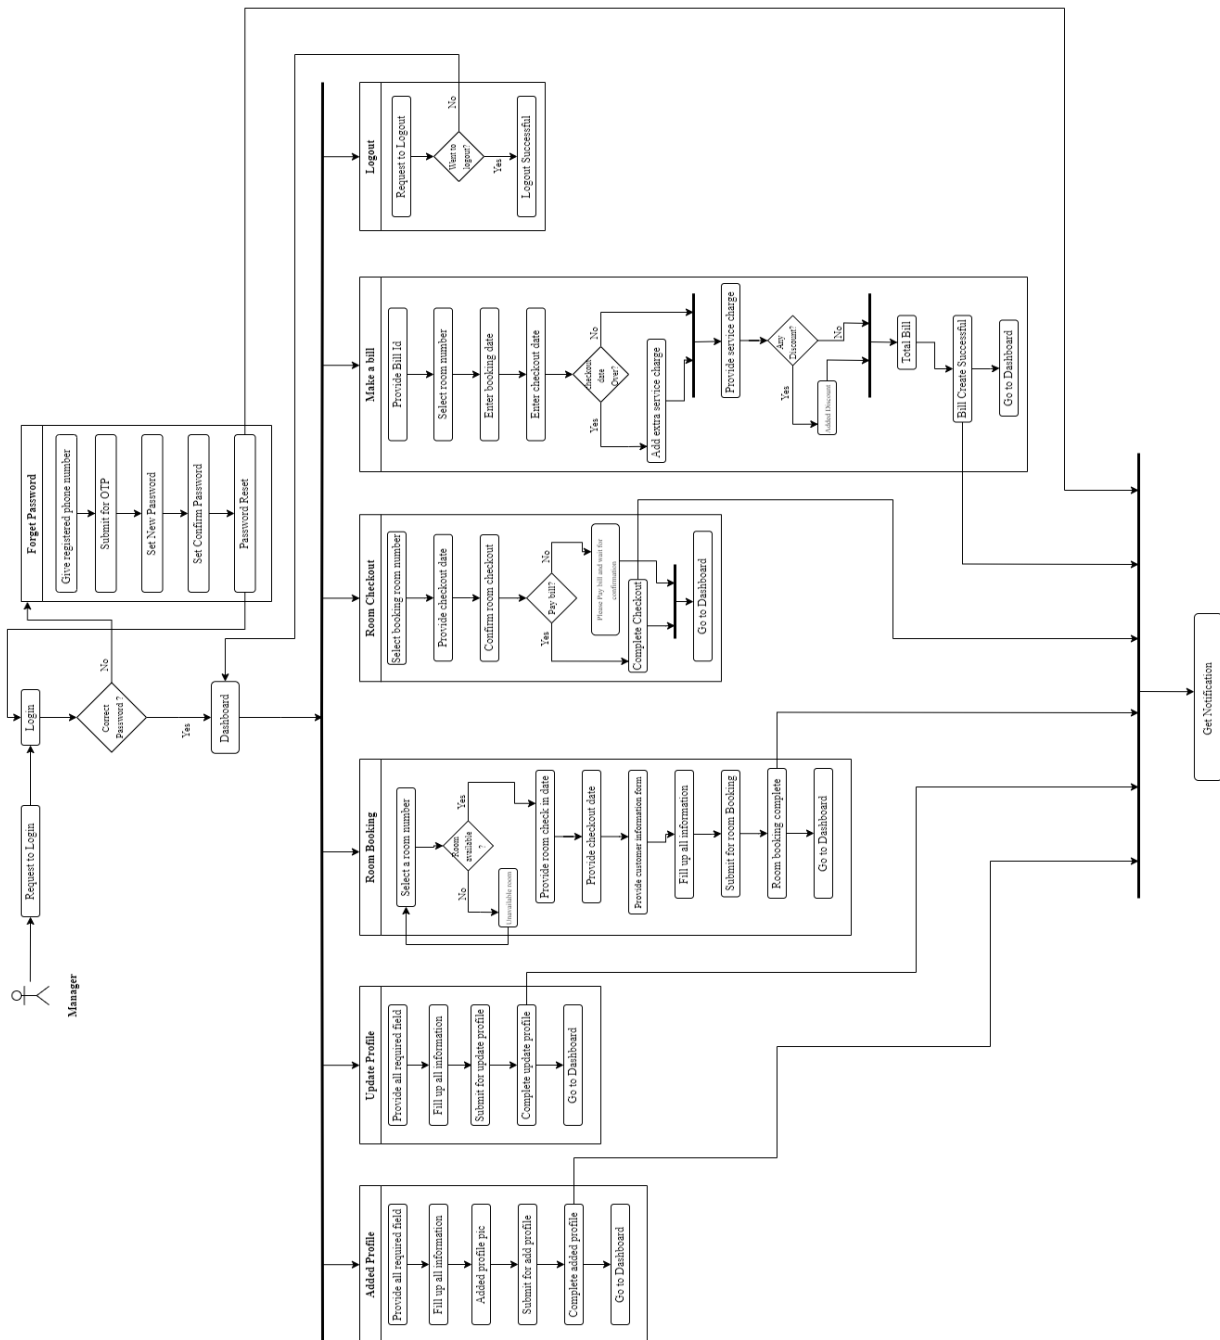 Manager
Request to Login
Login
Correct
Password ?
No
Yes
Dashboard
Forget Password
Give registered phone number
Submit for OTP
Set New Password
Set Confirm Password
Password Reset
Added Profile
Provide all required field
Fill up all information
Added profile pic
Submit for add profile
Complete added profile
Go to Dashboard
Update Profile
Provide all required field
Fill up all information
Submit for update profile
Complete update profile
Go to Dashboard
Room Booking
Select a room number
Room
available
?
Yes
No
Unavailable room
Provide room check in date
Provide checkout date
Provide customer information form
Fill up all information
Submit for room Booking
Room booking complete
Go to Dashboard
Room Checkout
Select booking room number
Provide checkout date
Confirm room checkout
Pay bill?
No
Yes
Please Pay bill and wait for
confirmation
Complete Checkout
Go to Dashboard
Make a bill
Provide Bill Id
Select room number
Enter booking date
Enter checkout date
checkout
date
Over?
No
Yes
Add extra service charge
Provide service charge
Any
Discount?
Yes
No
Added Discount
Total Bill
Bill Create Successful
Go to Dashboard
Logout
Request to Logout
Went to
logout?
No
Yes
Logout Successful
Get Notification